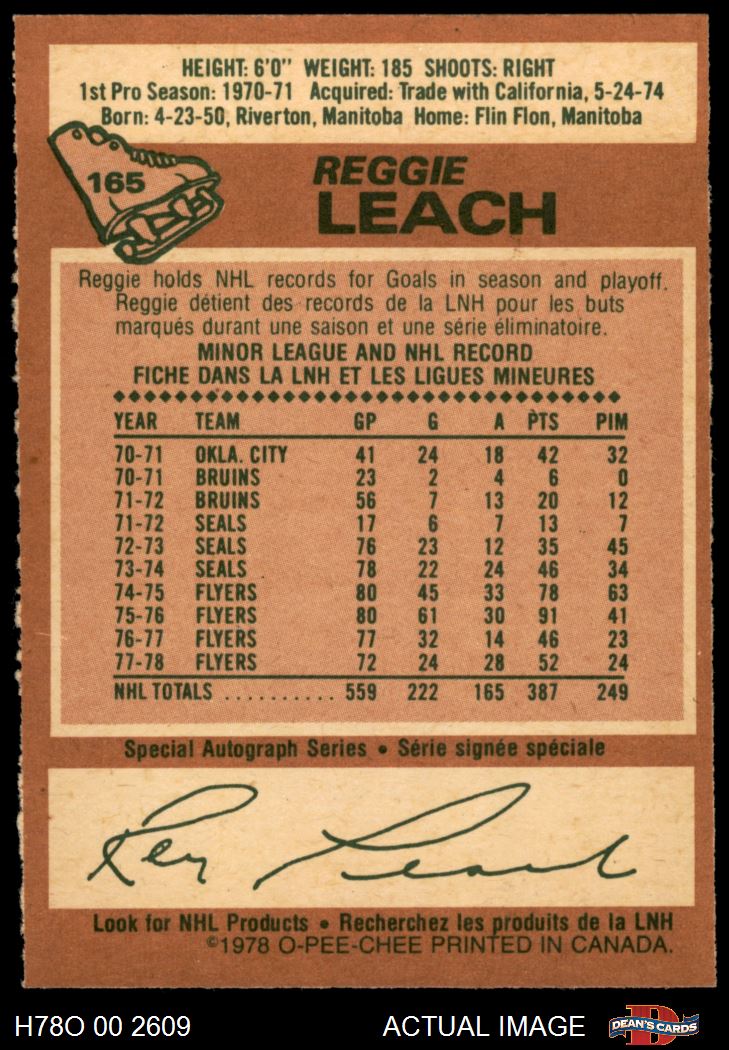 HEIGHT: 6'0" WEIGHT: 185 SHOOTS: RIGHT
1st Pro Season: 1970-71 Acquired: Trade with California, 5-24-74
Born: 4-23-50, Riverton, Manitoba Home: Flin Flon, Manitoba
165
REGGIE
LEACH
Reggie holds NHL records for Goals in season and playoff.
Reggie détient des records de la LNH pour les buts
marqués durant une saison et une série éliminatoire.
MINOR LEAGUE AND NHL RECORD
FICHE DANS LA LNH ET LES LIGUES MINEURES
YEAR TEAM GP G A PTS PIM
70-71 OKLA. CITY 41 24 18 42 32
70-71 BRUINS 23 2 4 6 0
71-72 BRUINS 56 7 13 20 12
71-72 SEALS 17 6 7 13 7
72-73 SEALS 76 23 12 35 45
73-74 SEALS 78 22 24 46 34
74-75 FLYERS 80 45 33 78 63
75-76 FLYERS 80 61 30 91 41
76-77 FLYERS 77 32 14 46 23
77-78 FLYERS 72 24 28 52 24
NHL TOTALS .......... 559 222 165 387 249
Special Autograph Series • Série signée spéciale
Reg Leach
Look for NHL Products • Recherchez les produits de la LNH
©1978 O-PEE-CHEE PRINTED IN CANADA.
H78O 00 2609 ACTUAL IMAGE DEAN'S CARDS